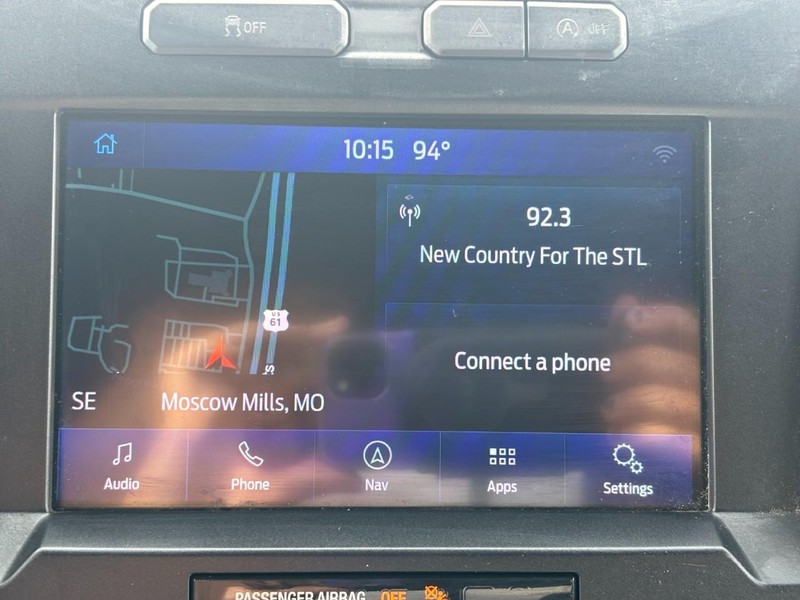 OFF
OFF
10:15 94°
92.3
New Country For The STL
US
61
Connect a phone
SE
Moscow Mills, MO
Audio
Phone
Nav
Apps
Settings
PASSENGER AIRBAG OFF